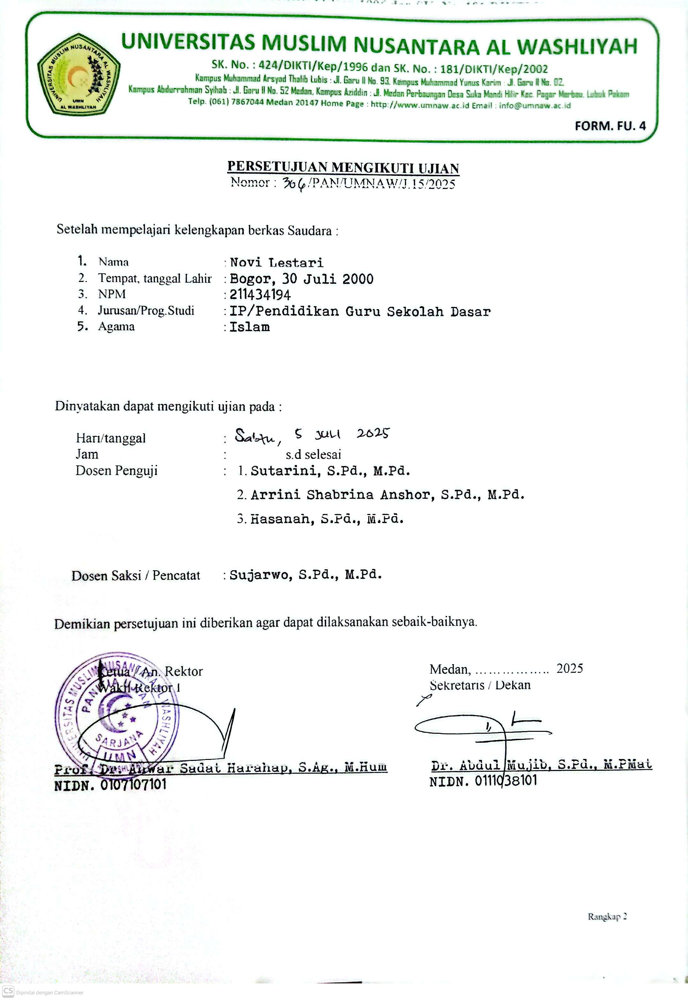 UNIVERSITAS MUSLIM NUSANTARA AL WASHLIYAH
UMN
AL WASHLIYAH
UNIVERSITAS MUSLIM NUSANTARA AL WASHLIYAH
SK. No. : 424/DIKTI/Kep/1996 dan SK. No. : 181/DIKTI/Kep/2002
Kampus Muhammad Arsyad Thalib Lubis : Jl. Garu II No. 93, Kampus Muhammad Yunus Karim : Jl. Garu II No. 02,
Kampus Abdurrahman Syihab : Jl. Garu II No. 52 Medan, Kampus Aziddin : Jl. Medan Perbaungan Desa Suka Mandi Hilir Kec. Pagar Merbau, Lubuk Pakam
Telp. (061) 7867044 Medan 20147 Home Page : http://www.umnaw.ac.id Email : info@umnaw.ac.id
FORM. FU. 4
PERSETUJUAN MENGIKUTI UJIAN
Nomor : /PAN/UMNAW/J.15/2025
Setelah mempelajari kelengkapan berkas Saudara :
1. Nama : Novi Lestari
2. Tempat, tanggal Lahir : Bogor, 30 Juli 2000
3. NPM : 211434194
4. Jurusan/Prog.Studi : IP/Pendidikan Guru Sekolah Dasar
5. Agama : Islam
Dinyatakan dapat mengikuti ujian pada :
Hari/tanggal : Sabtu, 5 JULI 2025
Jam : s.d selesai
Dosen Penguji : 1. Sutarini, S.Pd., M.Pd.
2. Arrini Shabrina Anshor, S.Pd., M.Pd.
3. Hasanah, S.Pd., M.Pd.
Dosen Saksi / Pencatat : Sujarwo, S.Pd., M.Pd.
Demikian persetujuan ini diberikan agar dapat dilaksanakan sebaik-baiknya.
Medan, ................. 2025
Ketua / An. Rektor
Sekretaris / Dekan
Wakil Rektor I
UNIVERSITAS MUSLIM NUSANTARA AL WASHLIYAH
PANITIA UJIAN
SARJANA
UMN
Prof. Dr. Anwar Sadat Harahap, S.Ag., M.Hum
Dr. Abdul Mujib, S.Pd., M.PMat
NIDN. 0107107101
NIDN. 0111038101
Rangkap 2
CS Dipindai dengan CamScanner